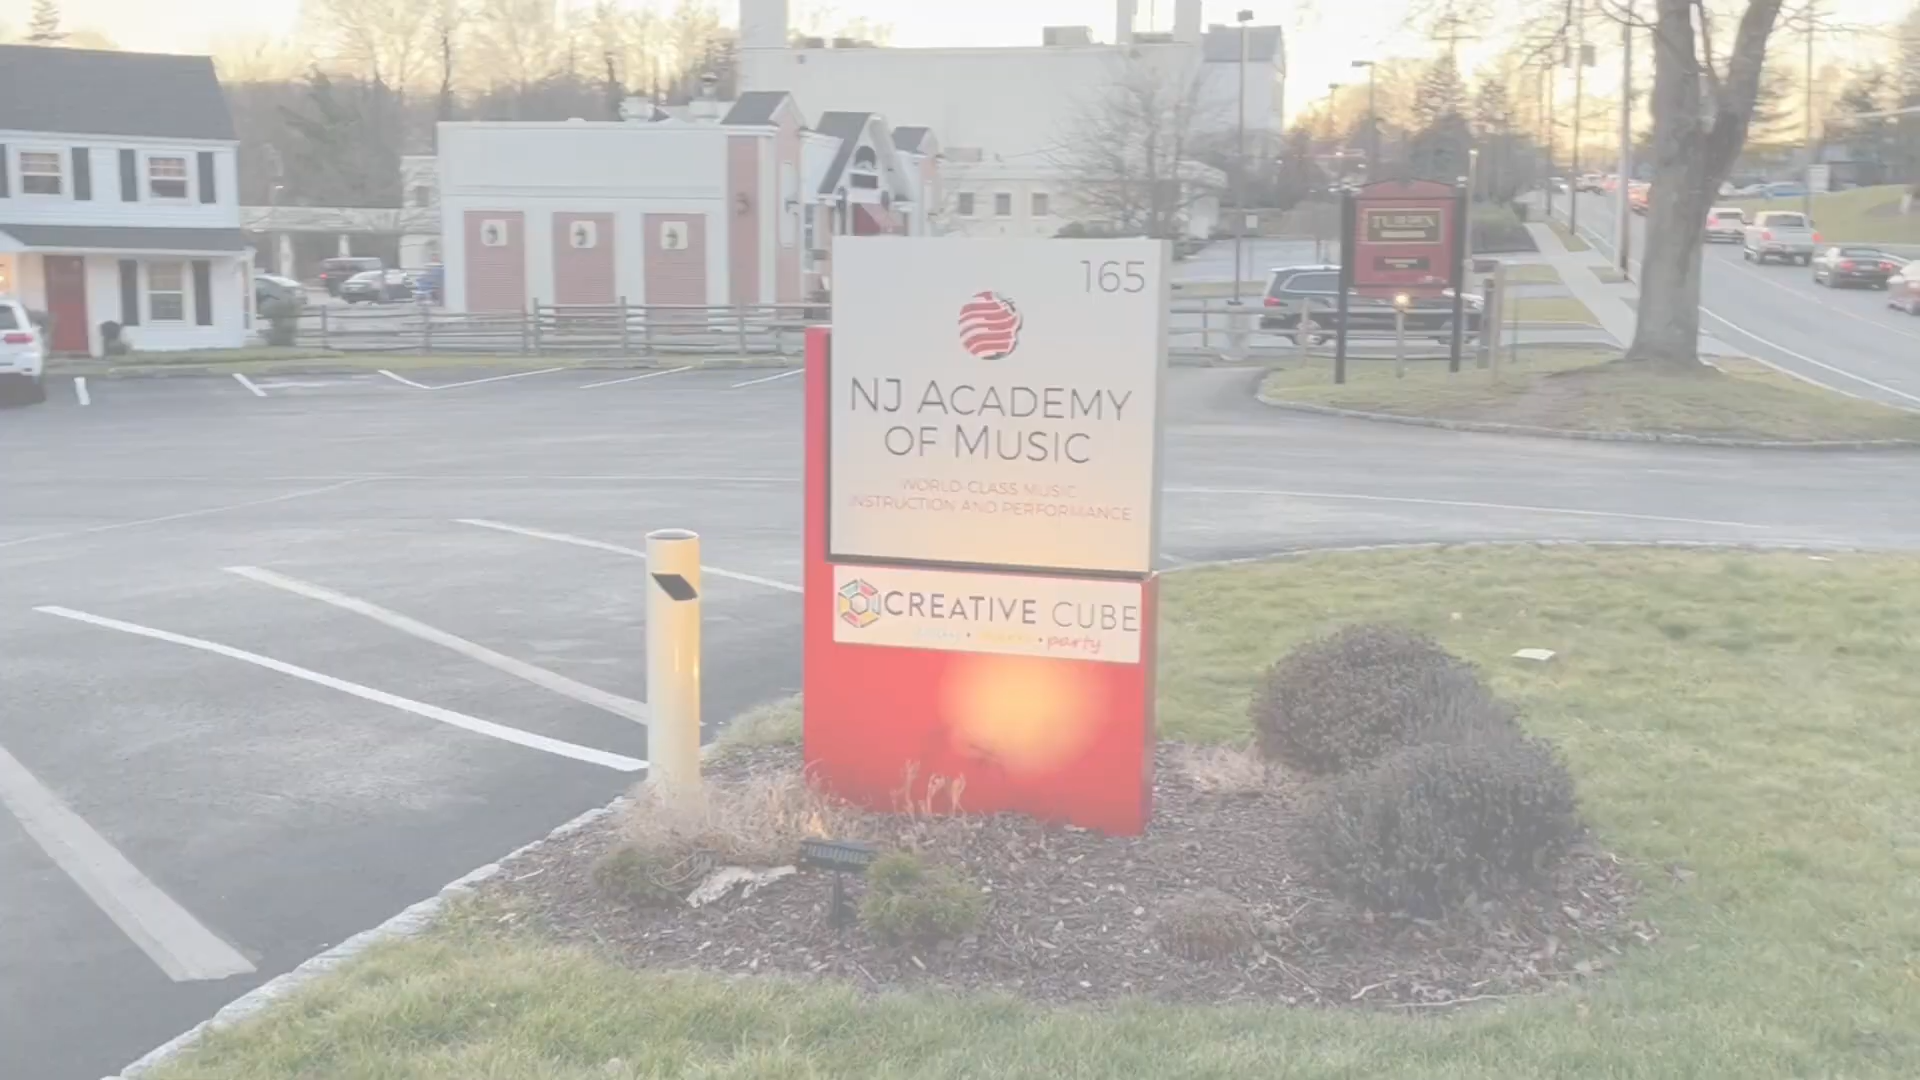 165
NJ ACADEMY
OF MUSIC
WORLD-CLASS MUSIC
INSTRUCTION AND PERFORMANCE
CREATIVE CUBE
• party